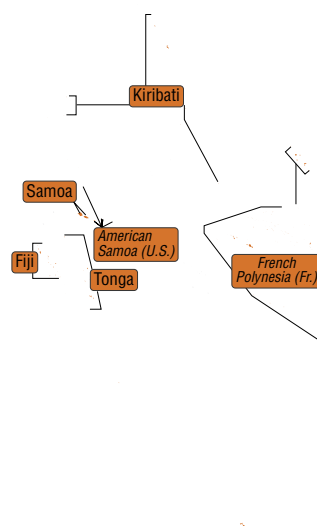 Kiribati
Samoa
American
Samoa (U.S.)
Fiji
Tonga
French
Polynesia (Fr.)